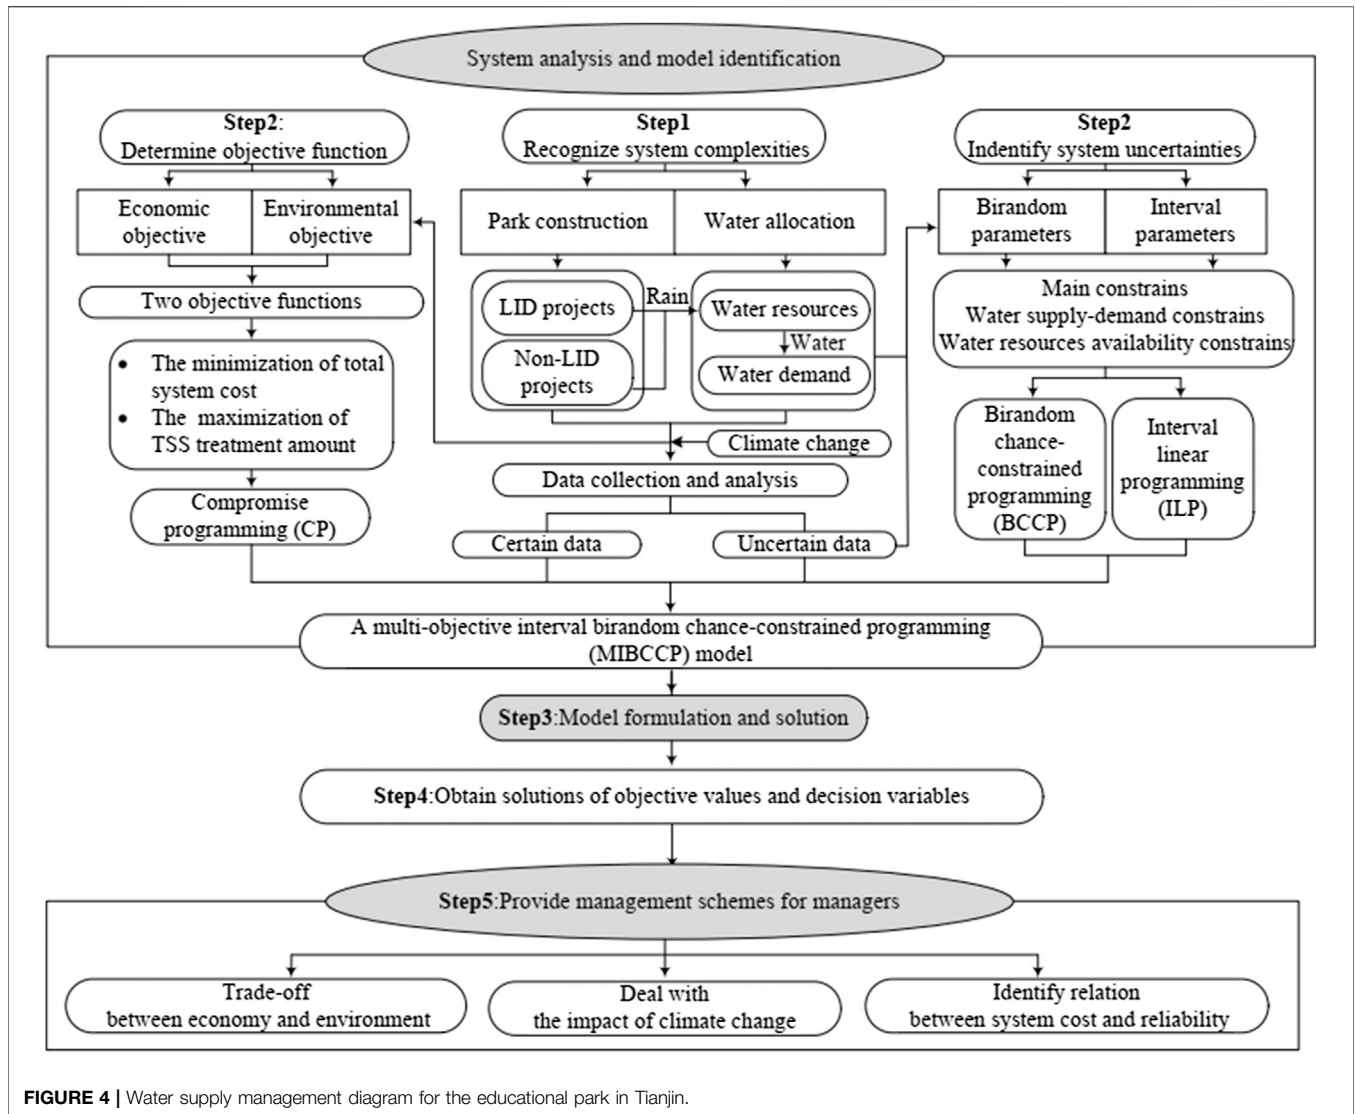 System analysis and model identification
Step2:
Determine objective function
Economic
objective
Environmental
objective
Two objective functions
• The minimization of total
system cost
• The maximization of
TSS treatment amount
Compromise
programming (CP)
Step1
Recognize system complexities
Park construction
Water allocation
LID projects
Non-LID
projects
Rain
Water resources
Water
Water demand
Climate change
Data collection and analysis
Certain data
Uncertain data
Step2
Indentify system uncertainties
Birandom
parameters
Interval
parameters
Main constrains
Water supply-demand constrains
Water resources availability constrains
Birandom
chance-
constrained
programming
(BCCP)
Interval
linear
programming
(ILP)
A multi-objective interval birandom chance-constrained programming
(MIBCCP) model
Step3:Model formulation and solution
Step4:Obtain solutions of objective values and decision variables
Step5:Provide management schemes for managers
Trade-off
between economy and environment
Deal with
the impact of climate change
Identify relation
between system cost and reliability
FIGURE 4 | Water supply management diagram for the educational park in Tianjin.